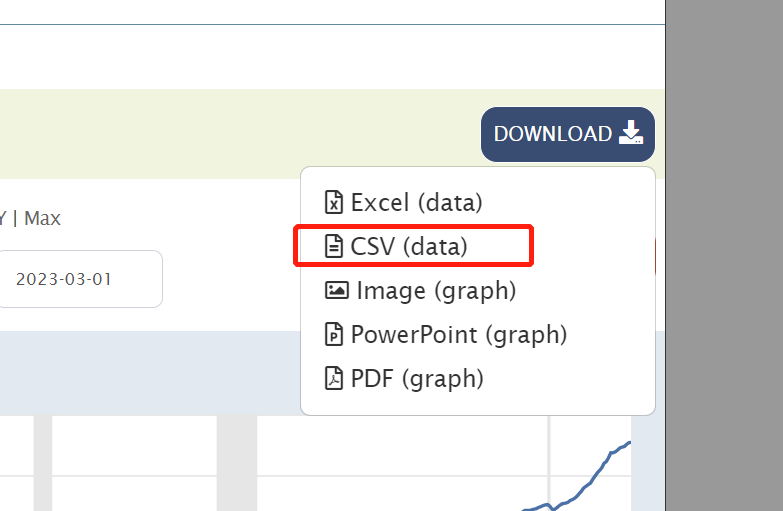 DOWNLOAD
Excel (data)
Y | Max
CSV (data)
2023-03-01
Image (graph)
PowerPoint (graph)
PDF (graph)